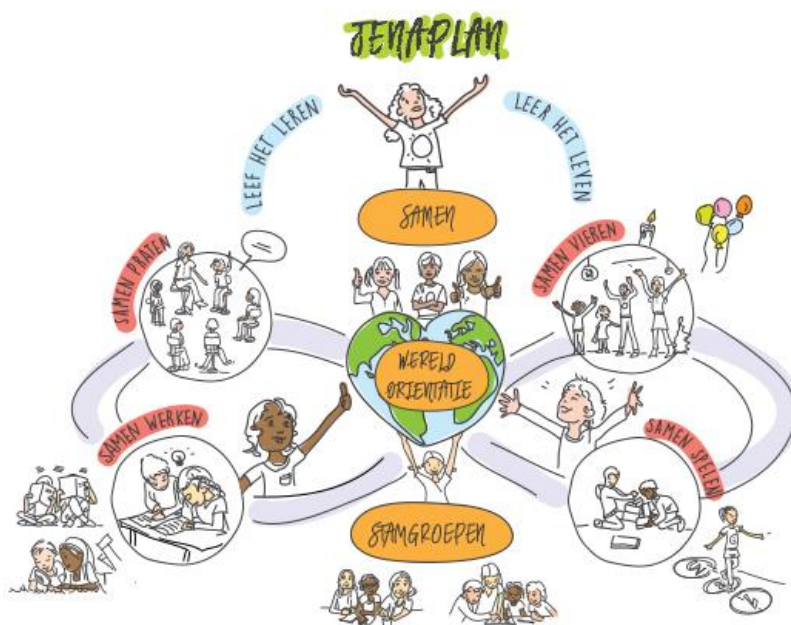 JENAPLAN
LEEF HET LEREN
LEER HET LEVEN
SAMEN
SAMEN PRATEN
SAMEN VIEREN
WERELD
ORIENTATIE
SAMEN WERKEN
SAMEN SPELEN
STAMGROEPEN